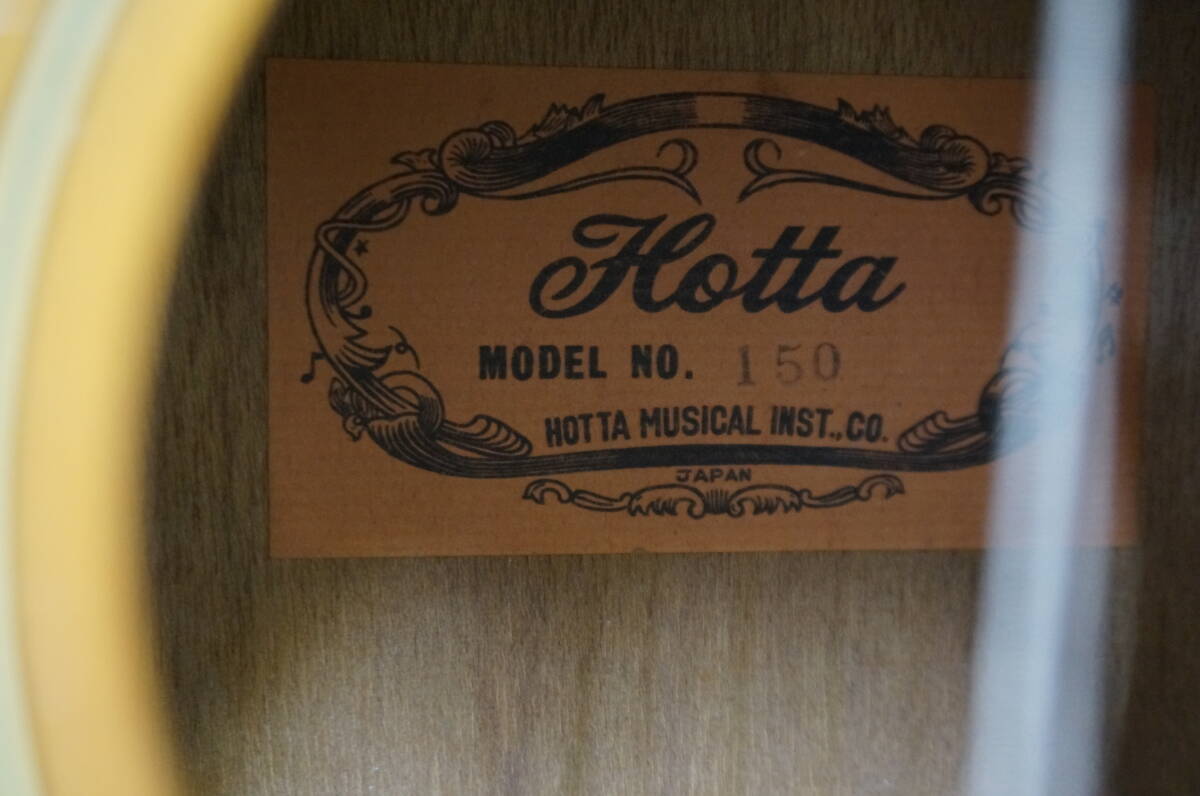 Hotta
MODEL NO. 150
HOTTA MUSICAL INST., CO.
JAPAN